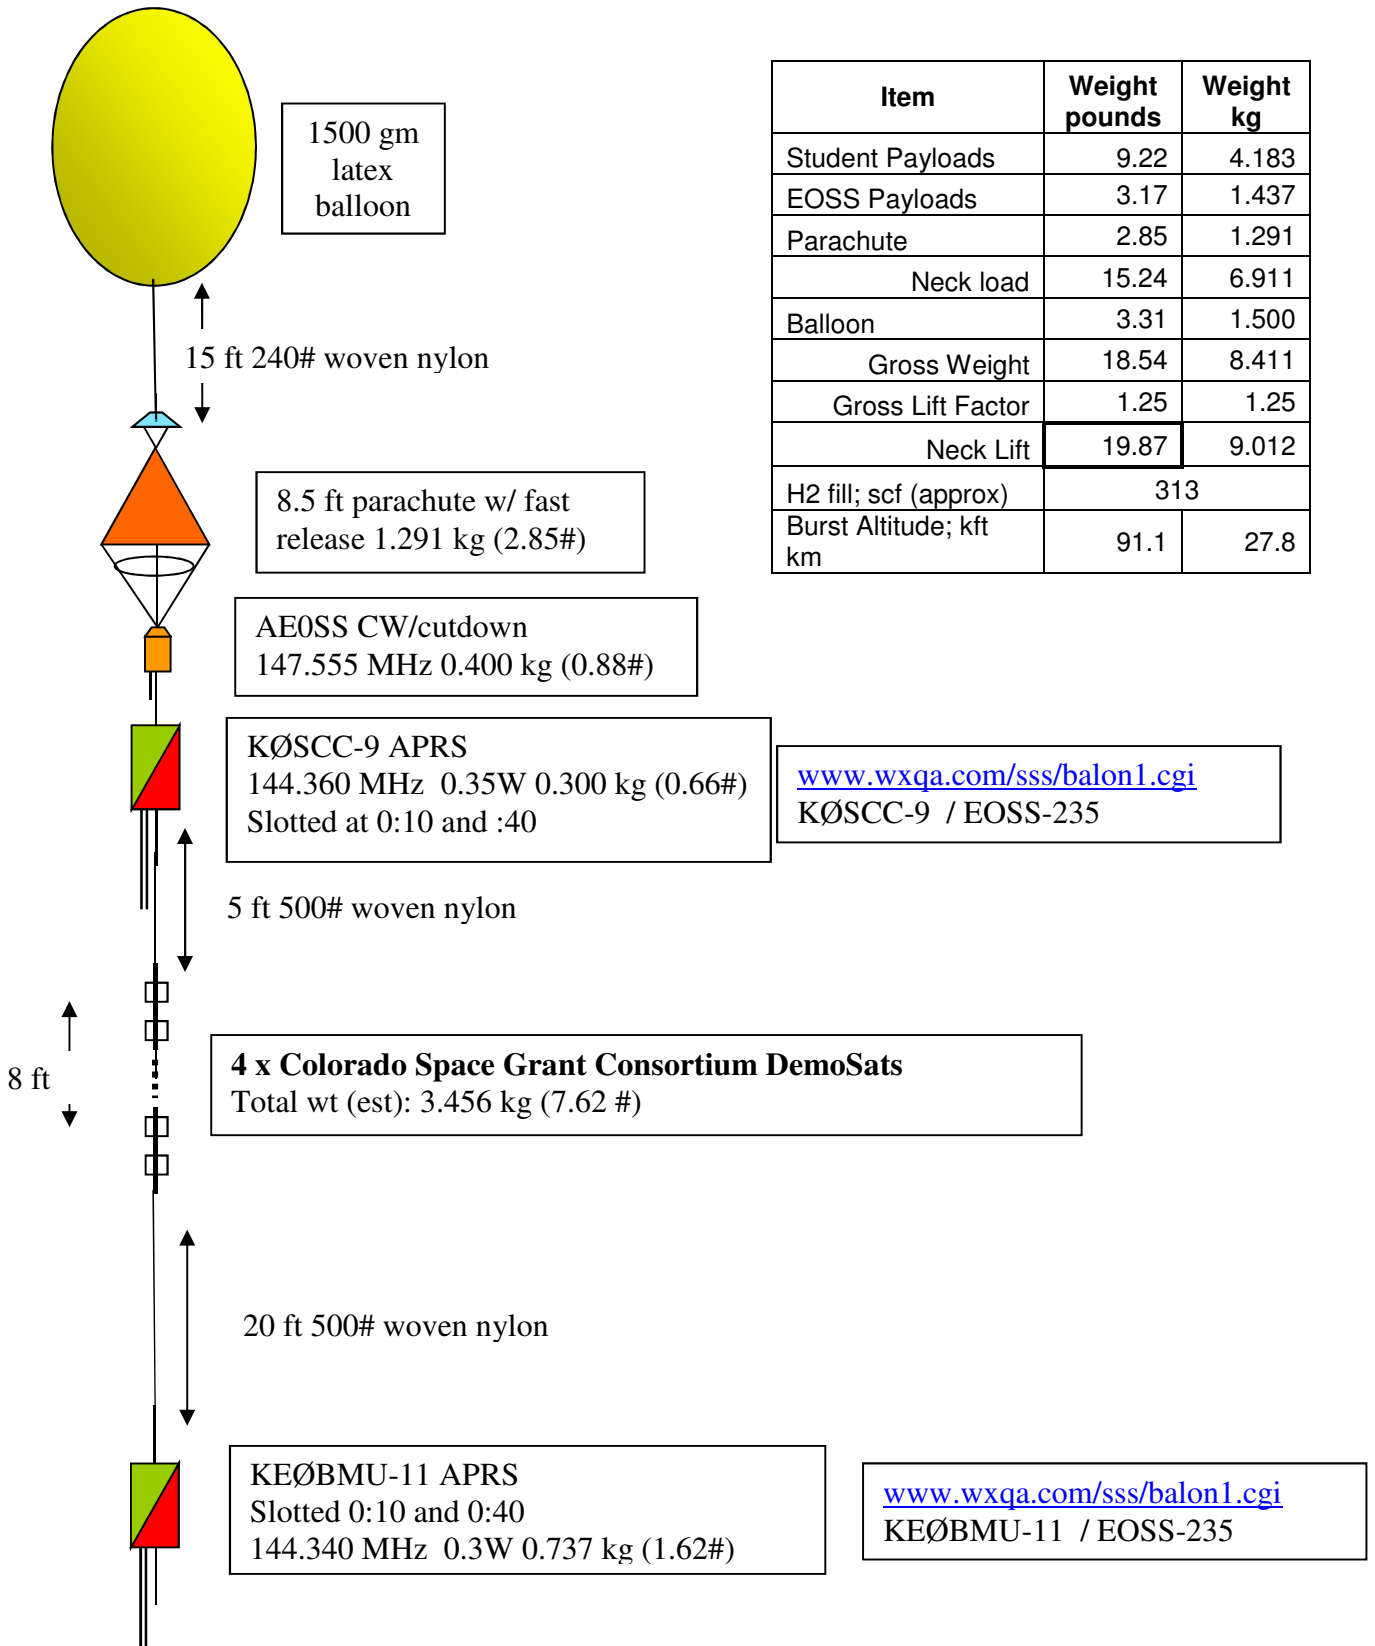 1500 gm
latex
balloon
Item Weight pounds Weight kg
Student Payloads 9.22 4.183
EOSS Payloads 3.17 1.437
Parachute 2.85 1.291
Neck load 15.24 6.911
Balloon 3.31 1.500
Gross Weight 18.54 8.411
Gross Lift Factor 1.25 1.25
Neck Lift 19.87 9.012
H2 fill; scf (approx) 313
Burst Altitude; kft km 91.1 27.8
15 ft 240# woven nylon
8.5 ft parachute w/ fast
release 1.291 kg (2.85#)
AE0SS CW/cutdown
147.555 MHz 0.400 kg (0.88#)
KØSCC-9 APRS
144.360 MHz  0.35W 0.300 kg (0.66#)
Slotted at 0:10 and :40
www.wxqa.com/sss/balon1.cgi
KØSCC-9  / EOSS-235
5 ft 500# woven nylon
8 ft
4 x Colorado Space Grant Consortium DemoSats
Total wt (est): 3.456 kg (7.62 #)
20 ft 500# woven nylon
KEØBMU-11 APRS
Slotted 0:10 and 0:40
144.340 MHz  0.3W 0.737 kg (1.62#)
www.wxqa.com/sss/balon1.cgi
KEØBMU-11  / EOSS-235